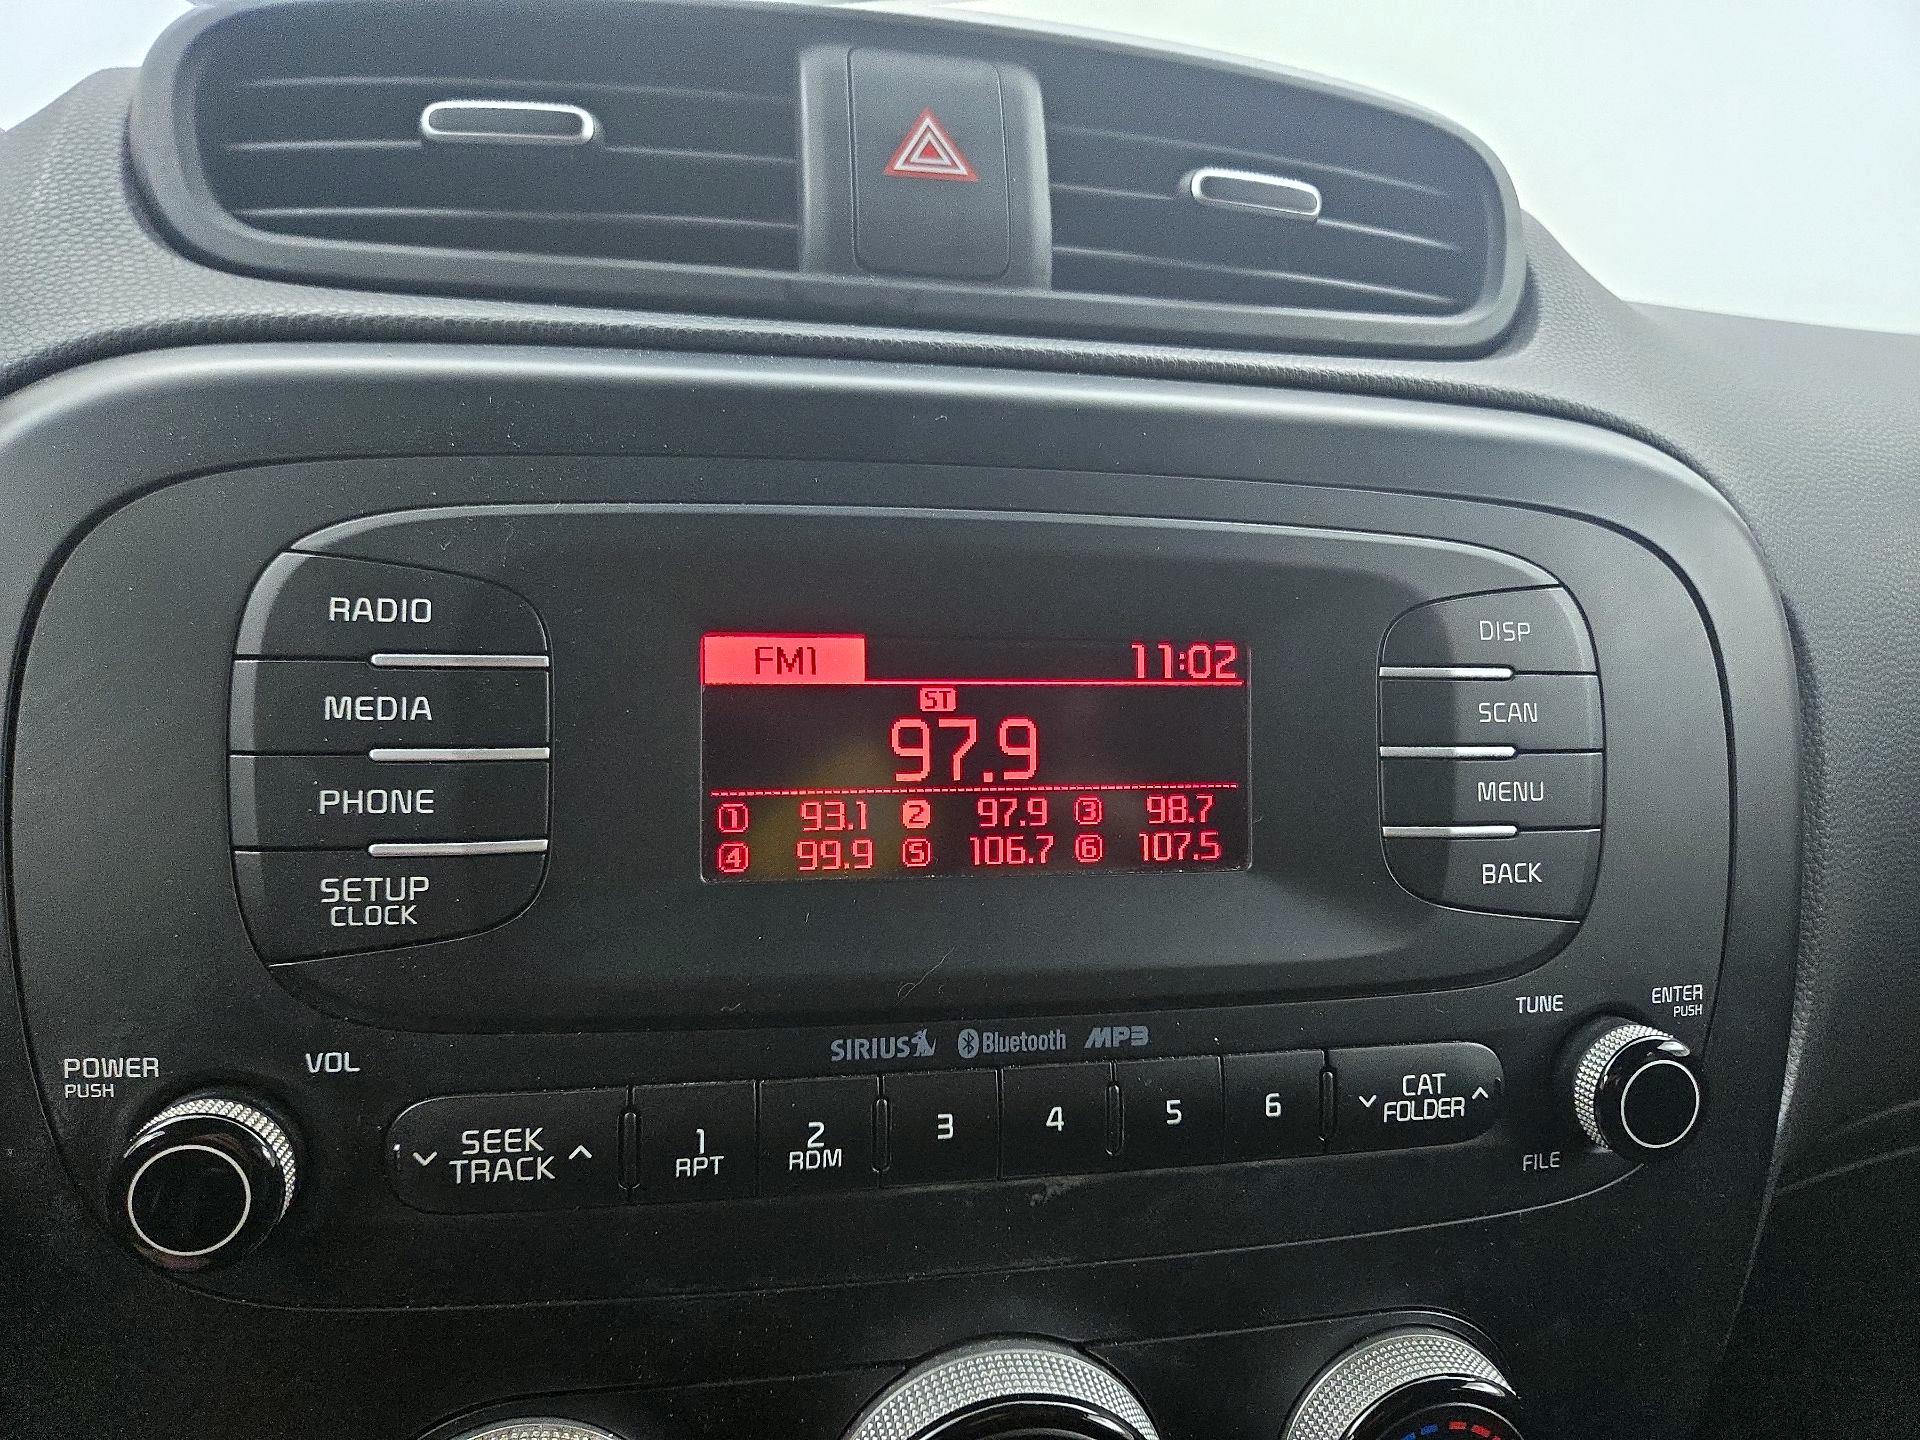 RADIO
MEDIA
PHONE
SETUP
CLOCK
FM1 11:02
ST
97.9
1 93.1 2 97.9 3 98.7
4 99.9 5 106.7 6 107.5
DISP
SCAN
MENU
BACK
TUNE
ENTER
PUSH
POWER
PUSH
VOL
SIRIUS Bluetooth MP3
SEEK
TRACK
1
RPT
2
RDM
3
4
5
6
CAT
FOLDER
FILE